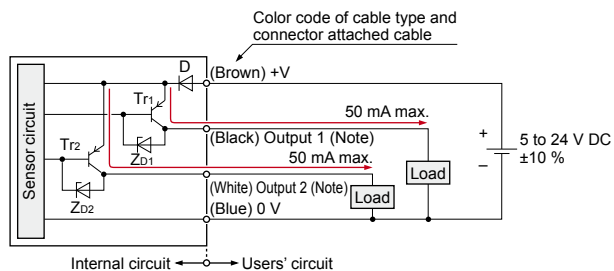 Color code of cable type and
connector attached cable
D
(Brown) +V
Tr1
50 mA max.
(Black) Output 1 (Note)
ZD1
Tr2
50 mA max.
+
5 to 24 V DC
±10 %
–
Load
Sensor circuit
(White) Output 2 (Note)
Load
ZD2
(Blue) 0 V
Internal circuit
Users' circuit